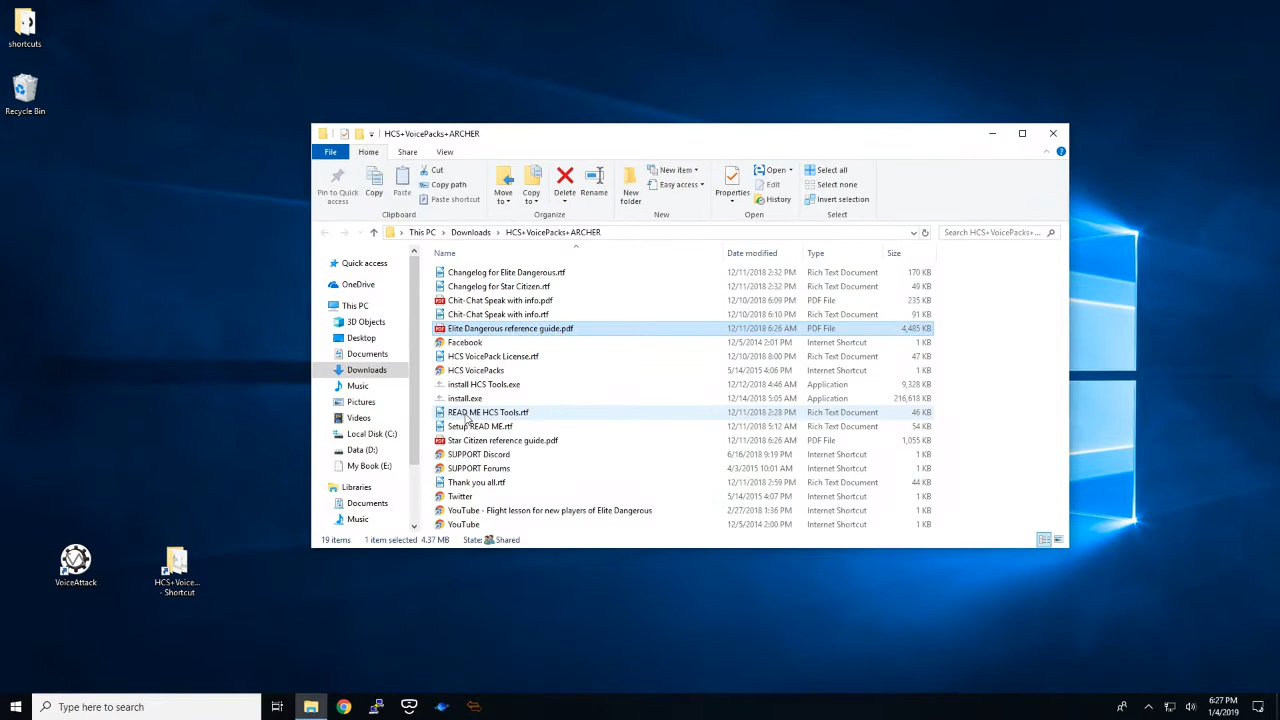 shortcuts
Recycle Bin
HCS+VoicePacks+ARCHER
File Home Share View
Pin to Quick access
Copy
Paste
Cut
Copy path
Paste shortcut
Clipboard
Move to
Copy to
Delete
Rename
Organize
New folder
New item
Easy access
New
Properties
Open
Edit
History
Open
Select all
Select none
Invert selection
Select
This PC Downloads HCS+VoicePacks+ARCHER
Search HCS+VoicePacks+...
Quick access
OneDrive
This PC
3D Objects
Desktop
Documents
Downloads
Music
Pictures
Videos
Local Disk (C:)
Data (D:)
My Book (E:)
Libraries
Documents
Music
Name Date modified Type Size
Changelog for Elite Dangerous.rtf 12/11/2018 2:32 PM Rich Text Document 170 KB
Changelog for Star Citizen.rtf 12/11/2018 2:32 PM Rich Text Document 49 KB
Chit-Chat Speak with info.pdf 12/10/2018 6:09 PM PDF File 235 KB
Chit-Chat Speak with info.rtf 12/10/2018 6:10 PM Rich Text Document 91 KB
Elite Dangerous reference guide.pdf 12/11/2018 6:26 AM PDF File 4,485 KB
Facebook 12/5/2014 2:01 PM Internet Shortcut 1 KB
HCS VoicePack License.rtf 12/10/2018 8:00 PM Rich Text Document 47 KB
HCS VoicePacks 5/14/2015 4:06 PM Internet Shortcut 1 KB
install HCS Tools.exe 12/12/2018 4:46 AM Application 9,328 KB
install.exe 12/14/2018 5:05 AM Application 216,618 KB
READ ME HCS Tools.rtf 12/11/2018 2:28 PM Rich Text Document 46 KB
Setup READ ME.rtf 12/11/2018 5:12 AM Rich Text Document 54 KB
Star Citizen reference guide.pdf 12/11/2018 6:26 AM PDF File 1,055 KB
SUPPORT Discord 6/16/2018 9:19 PM Internet Shortcut 1 KB
SUPPORT Forums 4/3/2015 10:01 AM Internet Shortcut 1 KB
Thank you all.rtf 12/11/2018 2:59 PM Rich Text Document 44 KB
Twitter 5/14/2015 4:07 PM Internet Shortcut 1 KB
YouTube - Flight lesson for new players of Elite Dangerous 2/27/2018 1:36 PM Internet Shortcut 1 KB
YouTube 12/5/2014 2:00 PM Internet Shortcut 1 KB
19 items 1 item selected 4.37 MB State: Shared
VoiceAttack
HCS+Voice...
- Shortcut
Type here to search
6:27 PM
1/4/2019